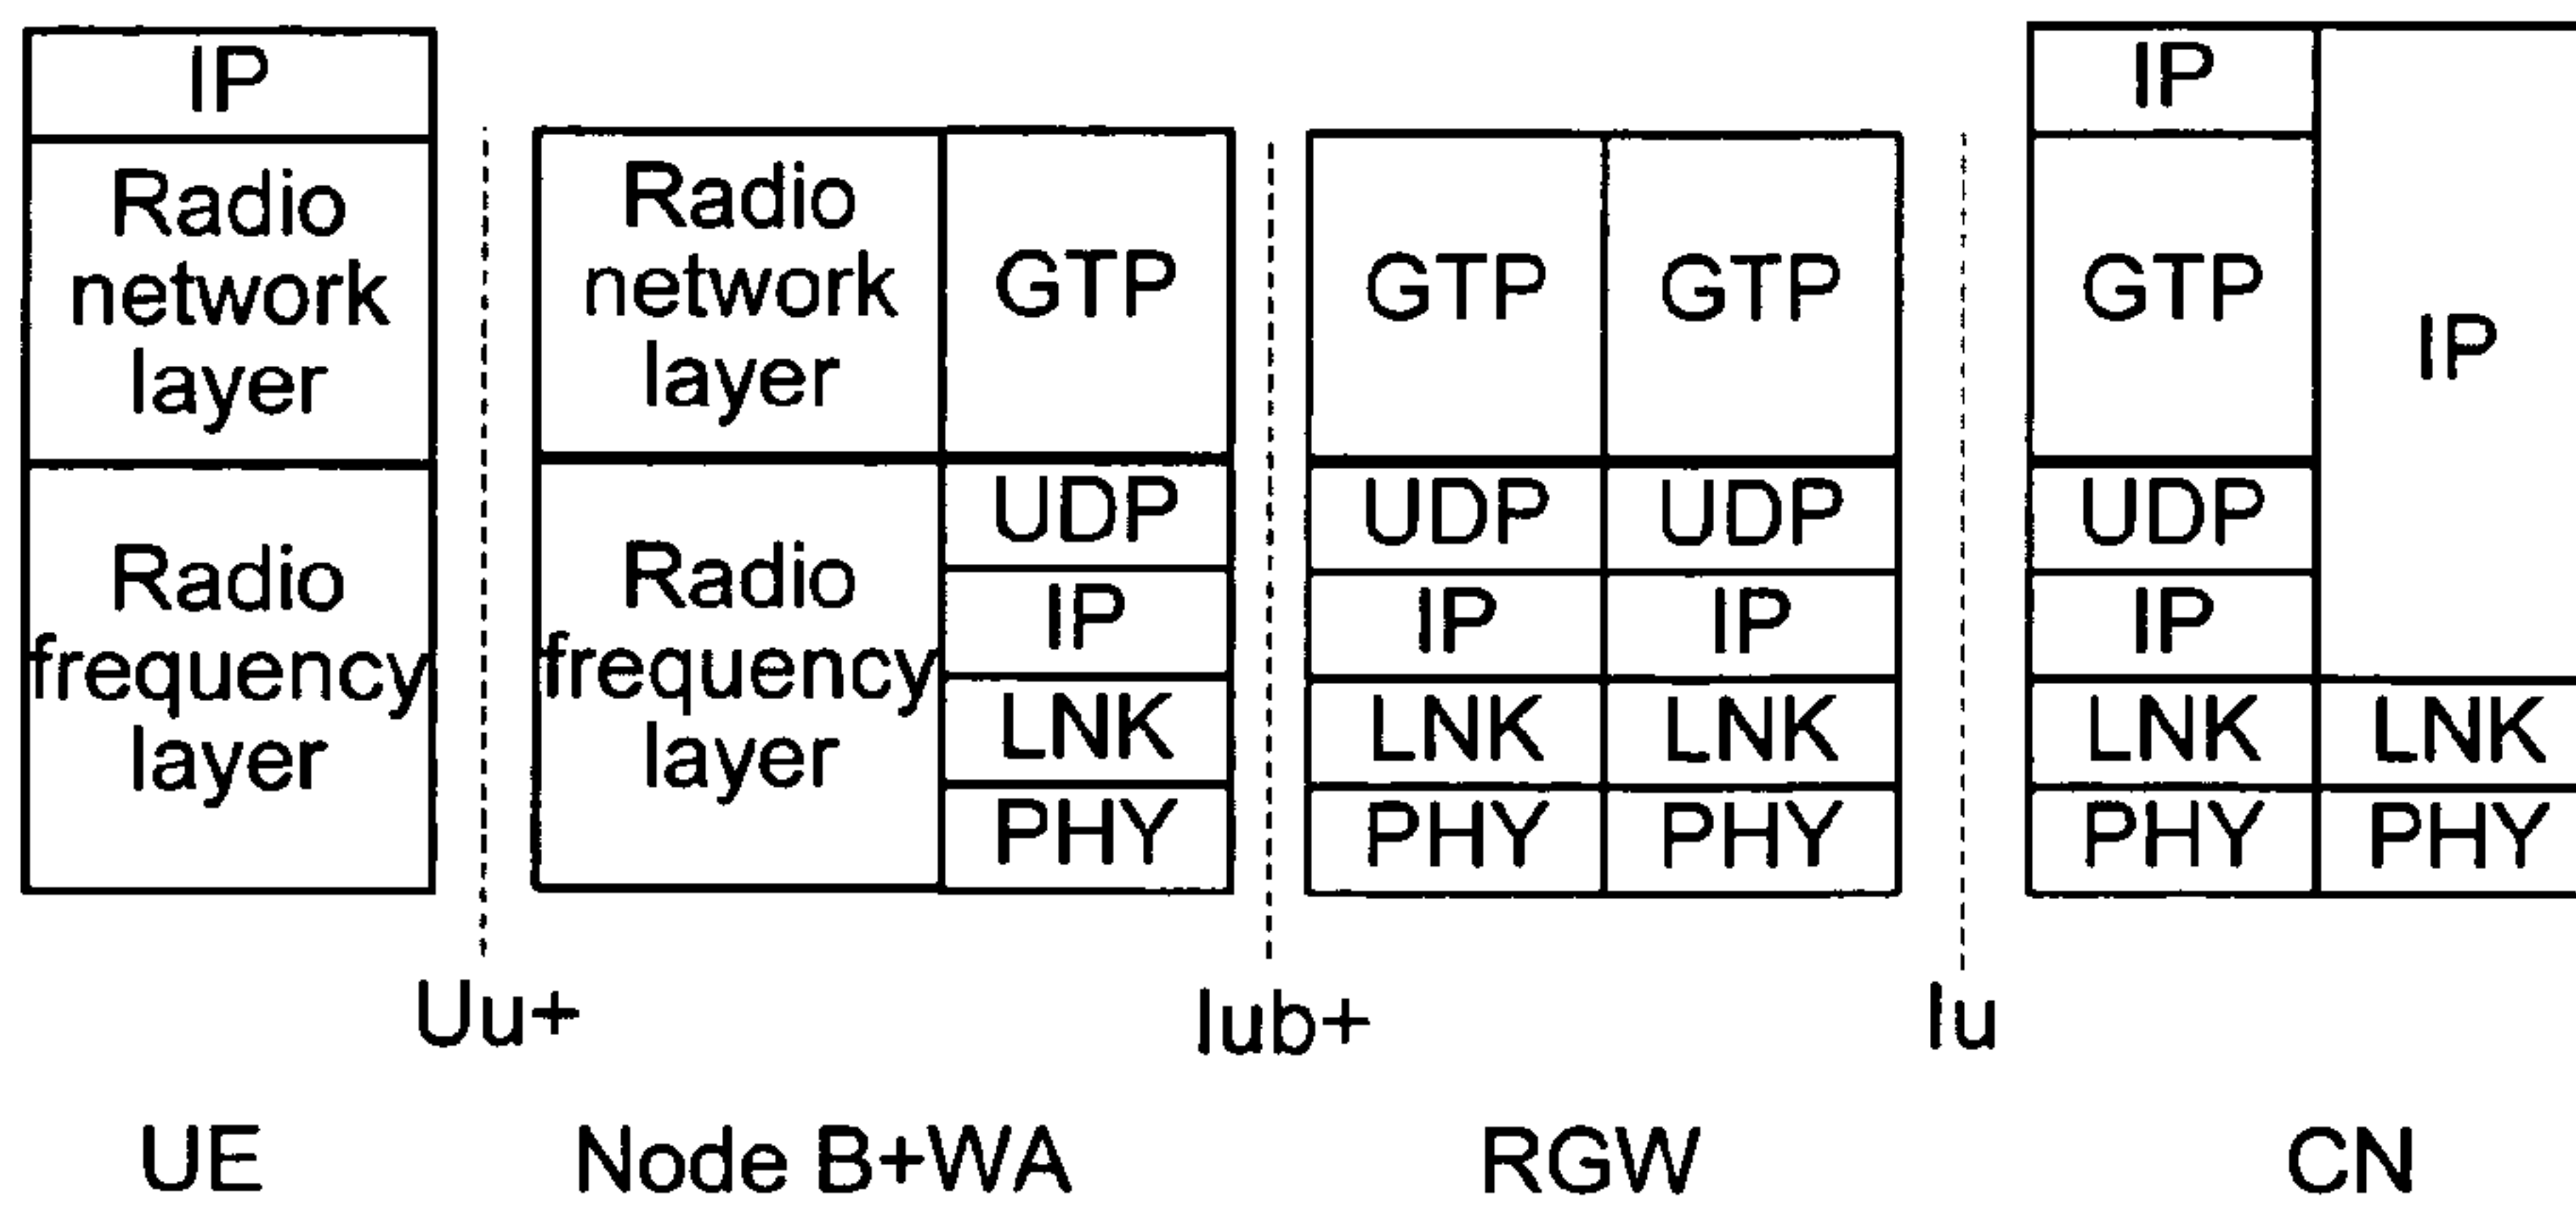 IP
Radio
network
layer
Radio
frequency
layer
Radio
network
layer
Radio
frequency
layer
GTP
UDP
IP
LNK
PHY
GTP
UDP
IP
LNK
PHY
GTP
UDP
IP
LNK
PHY
IP
GTP
UDP
IP
LNK
PHY
IP
LNK
PHY
Uu+
Iub+
Iu
UE
Node B+WA
RGW
CN